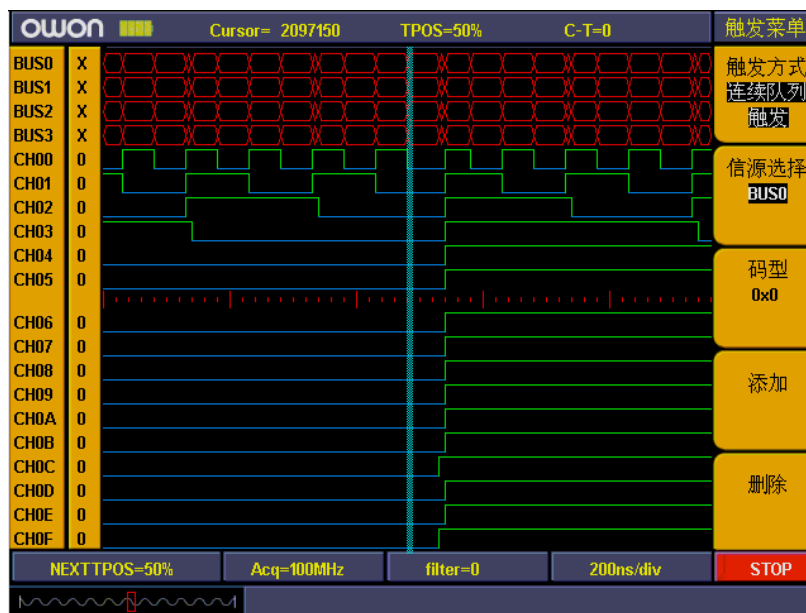 OWON Cursor= 2097150 TPOS=50% C-T=0 触发菜单
BUS0 X
BUS1 X
BUS2 X
BUS3 X
CH00 0
CH01 0
CH02 0
CH03 0
CH04 0
CH05 0
CH06 0
CH07 0
CH08 0
CH09 0
CH0A 0
CH0B 0
CH0C 0
CH0D 0
CH0E 0
CH0F 0
触发方式
连续队列
触发
信源选择
BUS0
码型
0x0
添加
删除
NEXTTPOS=50% Acq=100MHz filter=0 200ns/div STOP